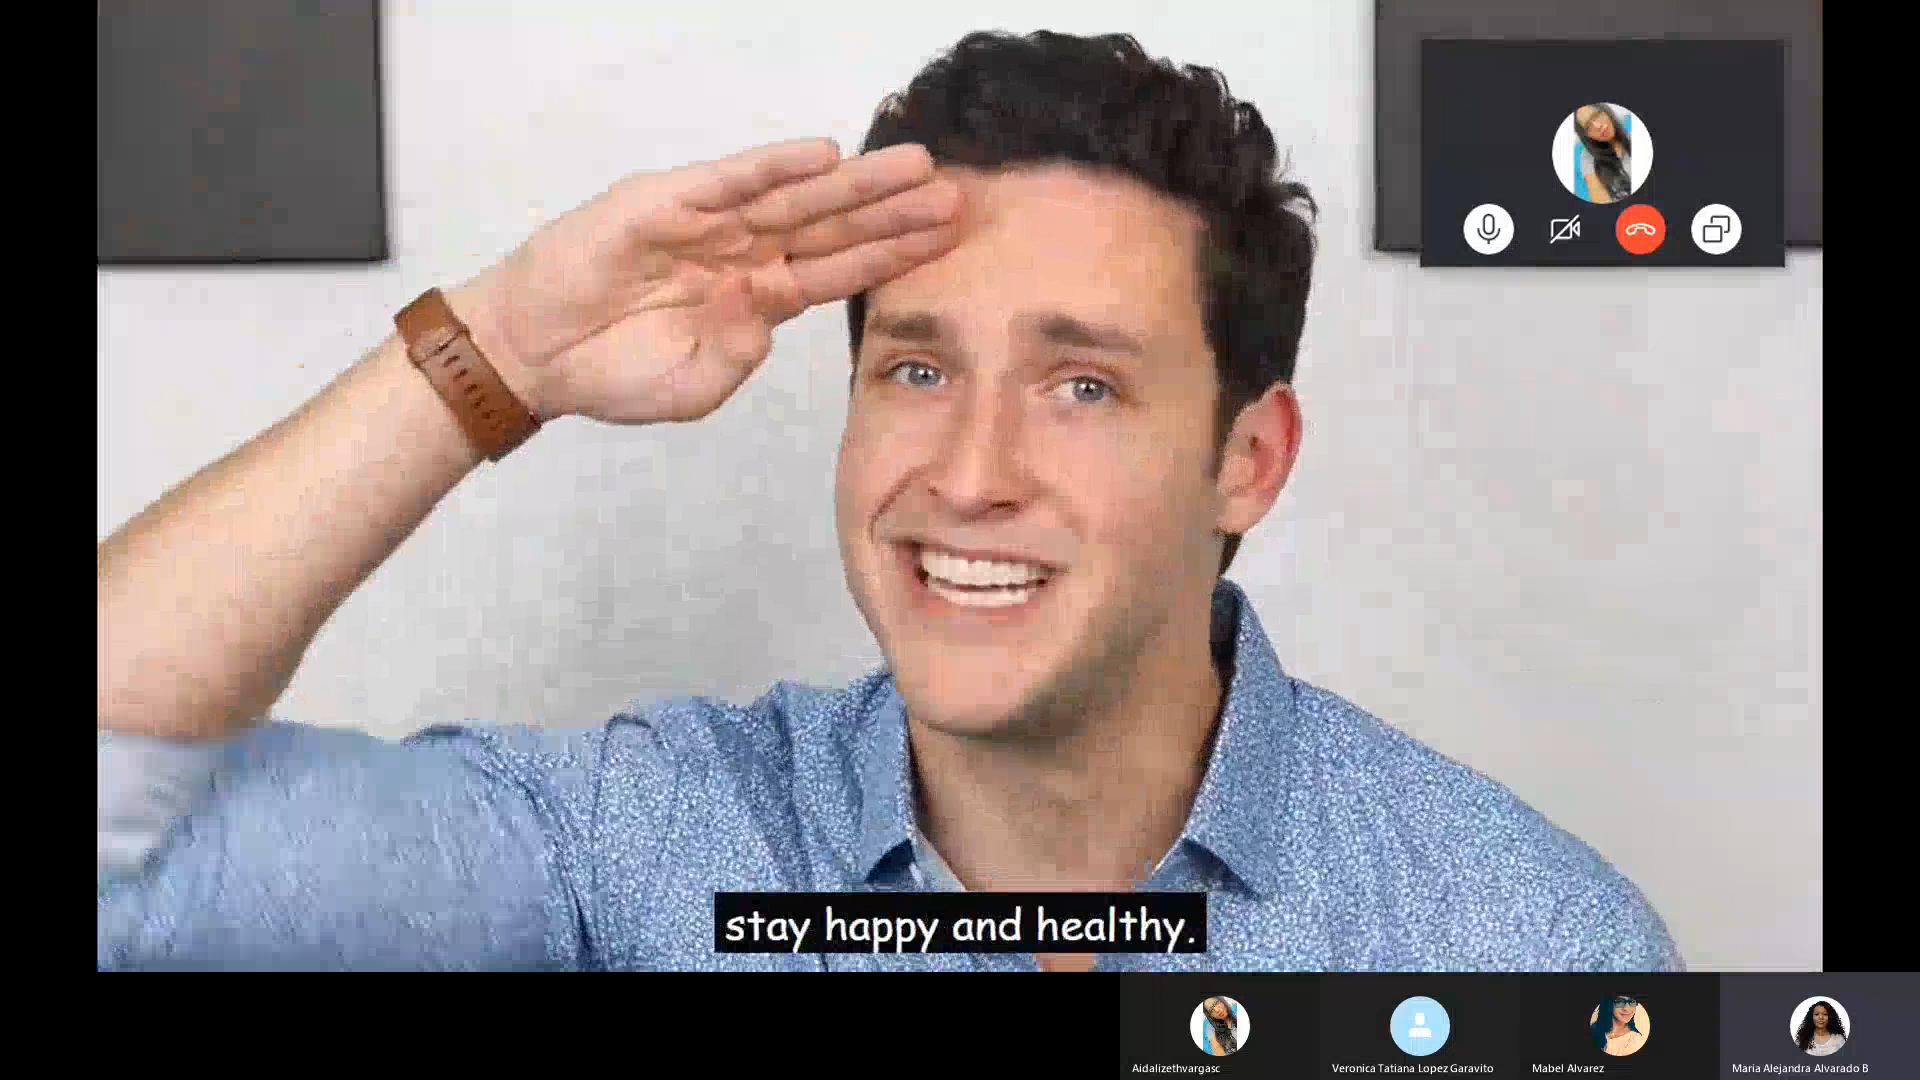 stay happy and healthy.
Aidalizethvargasc
Veronica Tatiana Lopez Garavito
Mabel Alvarez
Maria Alejandra Alvarado B